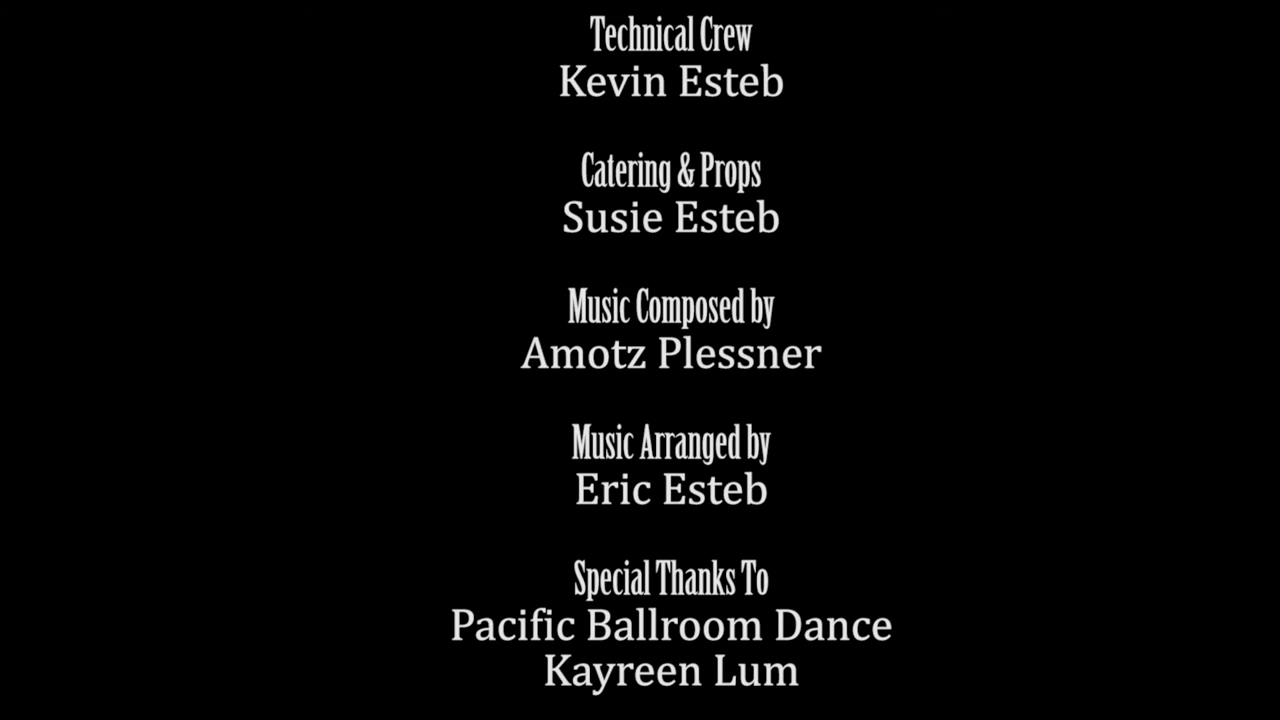 Technical Crew
Kevin Esteb
Catering & Props
Susie Esteb
Music Composed by
Amotz Plessner
Music Arranged by
Eric Esteb
Special Thanks To
Pacific Ballroom Dance
Kayreen Lum